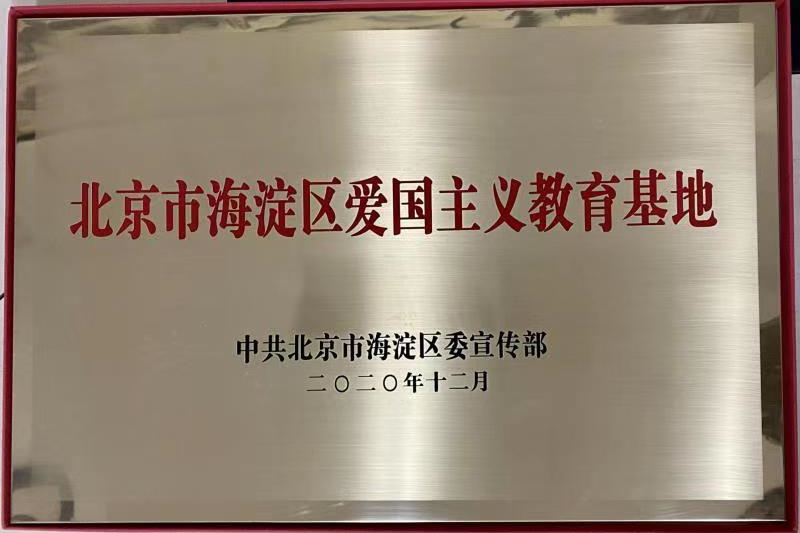 北京市海淀区爱国主义教育基地
中共北京市海淀区委宣传部
二〇二〇年十二月